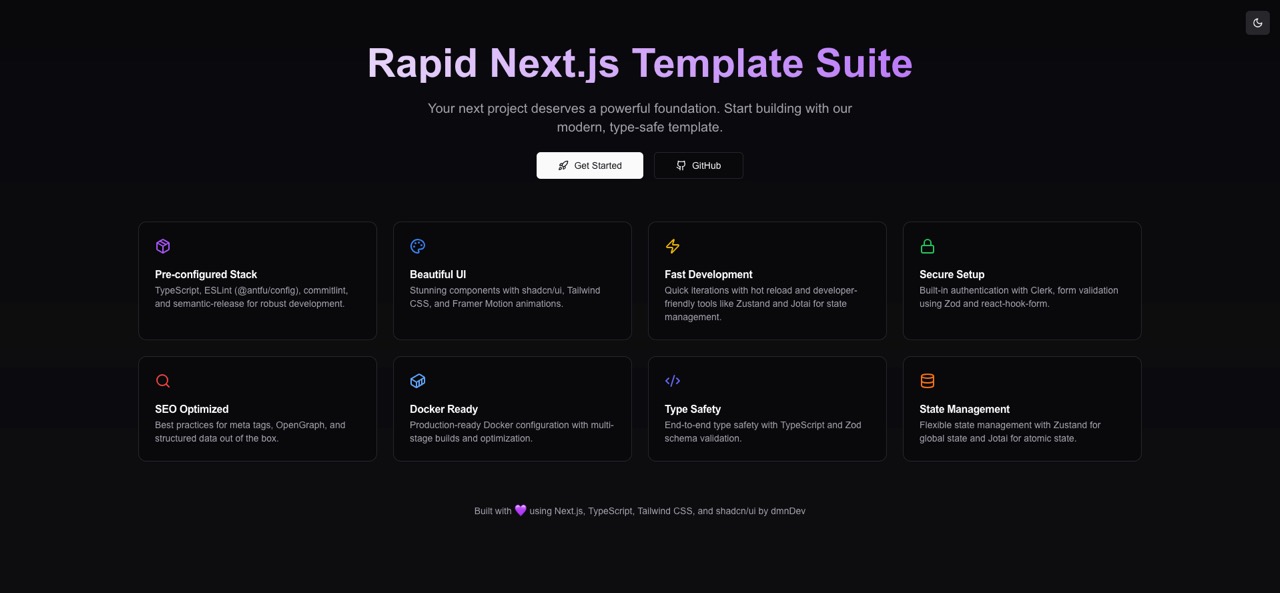 Rapid Next.js Template Suite
Your next project deserves a powerful foundation. Start building with our
modern, type-safe template.
Get Started
GitHub
Pre-configured Stack
TypeScript, ESLint (@antfu/config), commitlint,
and semantic-release for robust development.
Beautiful UI
Stunning components with shadcn/ui, Tailwind
CSS, and Framer Motion animations.
Fast Development
Quick iterations with hot reload and developer-
friendly tools like Zustand and Jotai for state
management.
Secure Setup
Built-in authentication with Clerk, form validation
using Zod and react-hook-form.
SEO Optimized
Best practices for meta tags, OpenGraph, and
structured data out of the box.
Docker Ready
Production-ready Docker configuration with multi-
stage builds and optimization.
Type Safety
End-to-end type safety with TypeScript and Zod
schema validation.
State Management
Flexible state management with Zustand for
global state and Jotai for atomic state.
Built with 💜 using Next.js, TypeScript, Tailwind CSS, and shadcn/ui by dmnDev